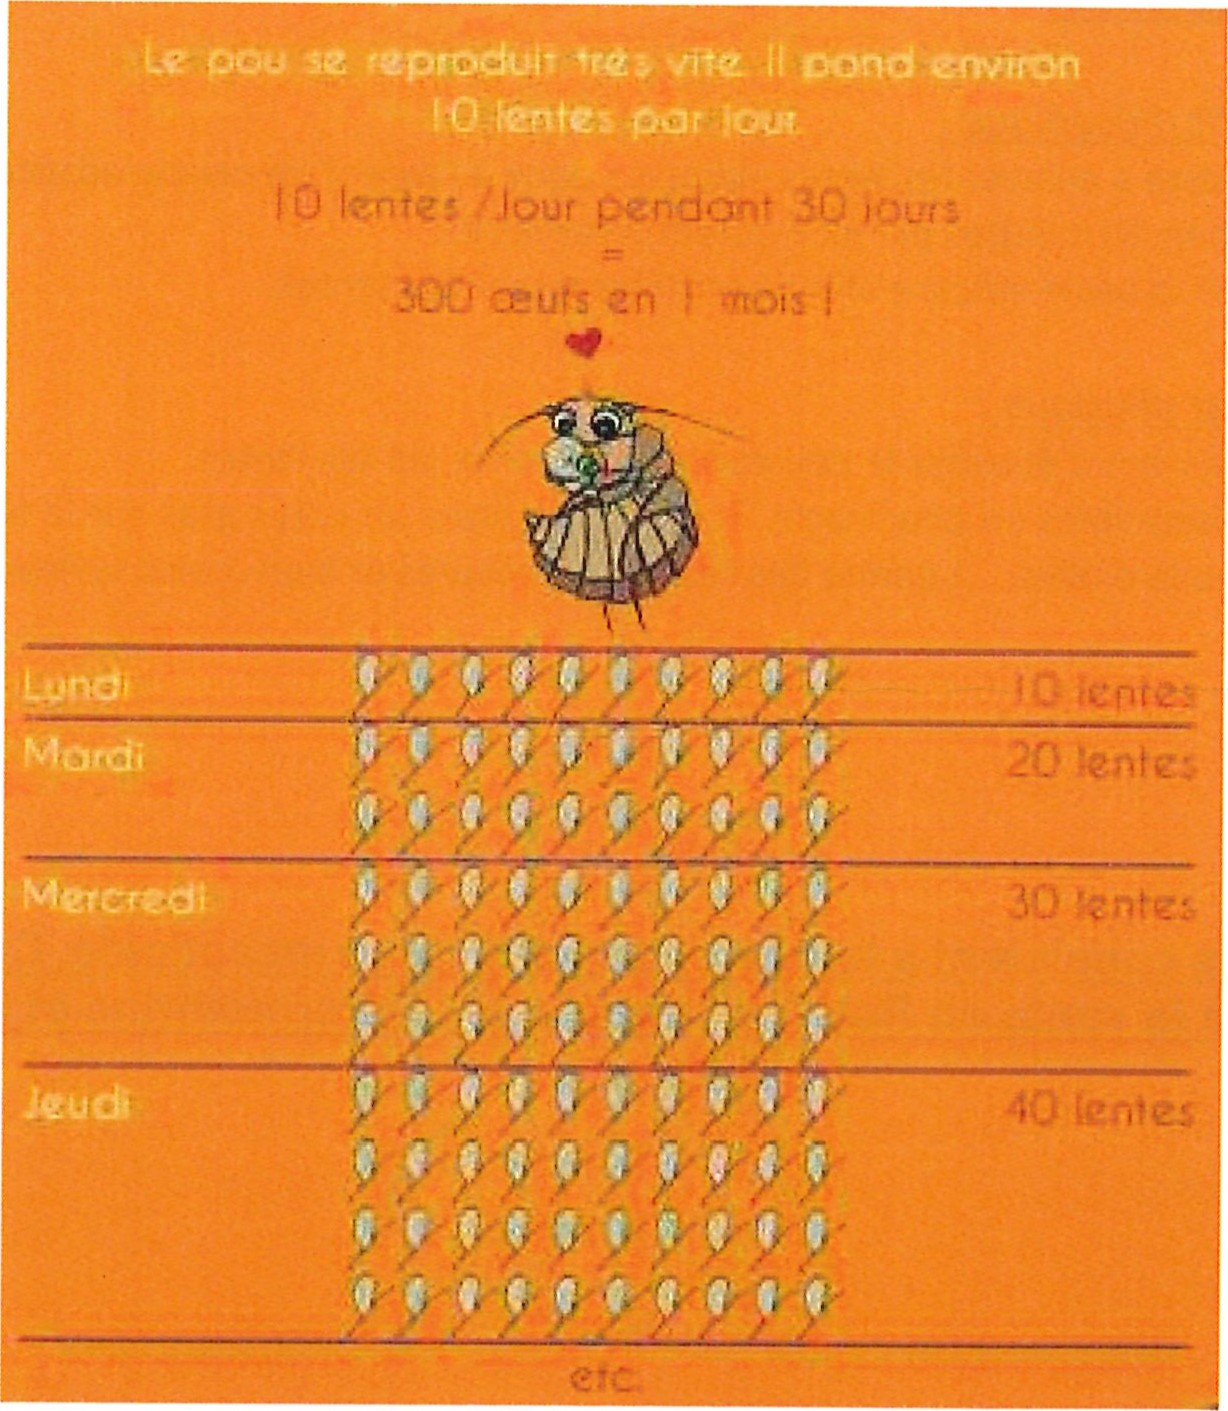 Le pou se reproduit très vite. Il pond environ
10 lentes par jour.
10 lentes /Jour pendant 30 jours
=
300 œufs en 1 mois !
Lundi 10 lentes
Mardi 20 lentes
Mercredi 30 lentes
Jeudi 40 lentes
etc.